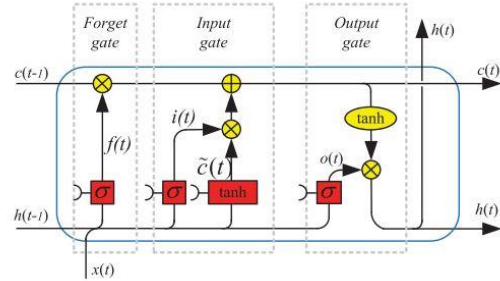 Forget gate
Input gate
Output gate
h(t)
c(t-1)
c(t)
f(t)
i(t)
c̃(t)
tanh
o(t)
σ
σ
tanh
σ
h(t-1)
h(t)
x(t)